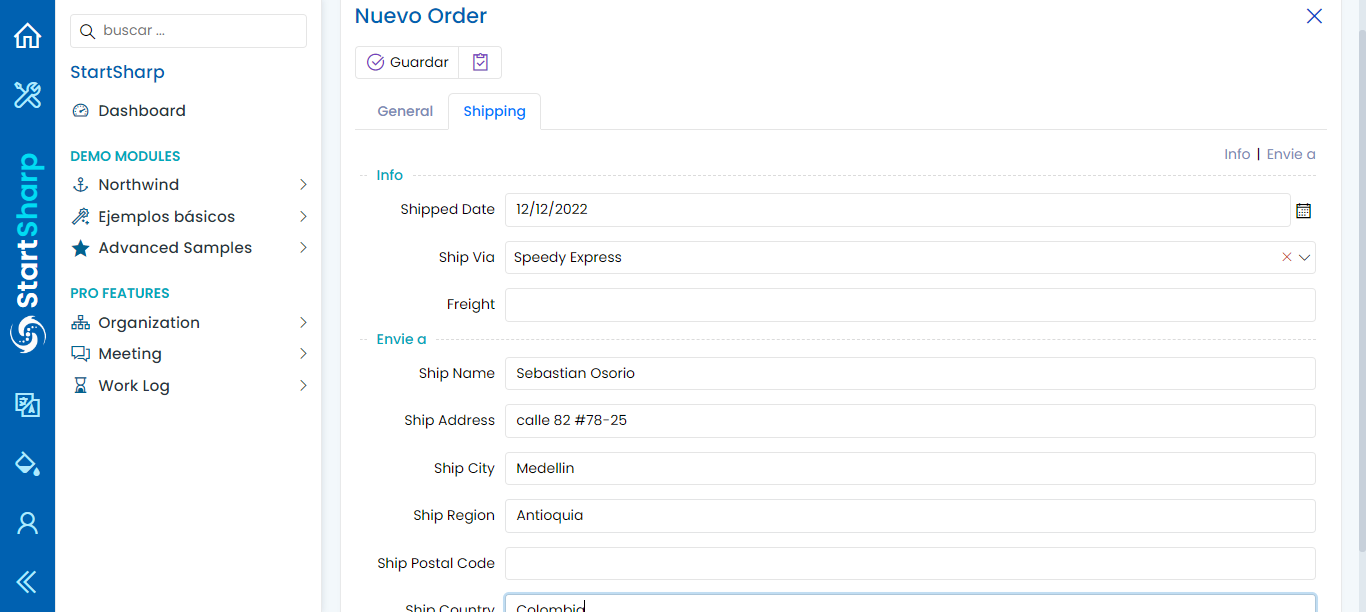 Nuevo Order
buscar ...
Guardar
StartSharp
Dashboard
General
Shipping
DEMO MODULES
Info | Envie a
Northwind
Info
Ejemplos básicos
Shipped Date 12/12/2022
Advanced Samples
Ship Via Speedy Express
PRO FEATURES
Freight
Organization
Envie a
Meeting
Ship Name Sebastian Osorio
Work Log
Ship Address calle 82 #78-25
Ship City Medellin
Ship Region Antioquia
Ship Postal Code
Ship Country Colombia
StartSharp